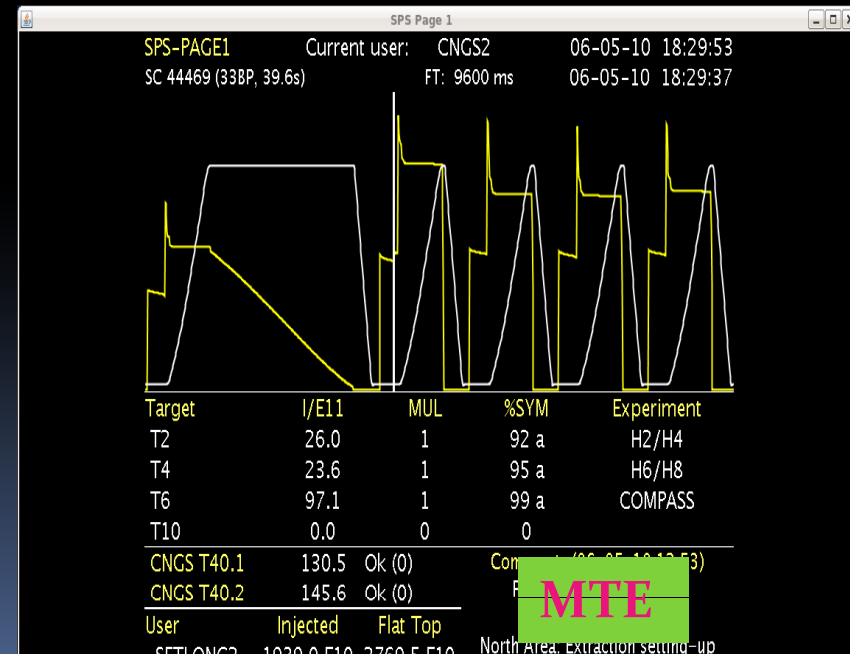 SPS Page 1
SPS-PAGE1 Current user: CNGS2 06-05-10 18:29:53
SC 44469 (33BP, 39.6s) FT: 9600 ms 06-05-10 18:29:37
Target I/E11 MUL %SYM Experiment
T2 26.0 1 92 a H2/H4
T4 23.6 1 95 a H6/H8
T6 97.1 1 99 a COMPASS
T10 0.0 0 0
CNGS T40.1 130.5 Ok (0)
CNGS T40.2 145.6 Ok (0)
MTE
User Injected Flat Top
North Area. Extraction setting-up